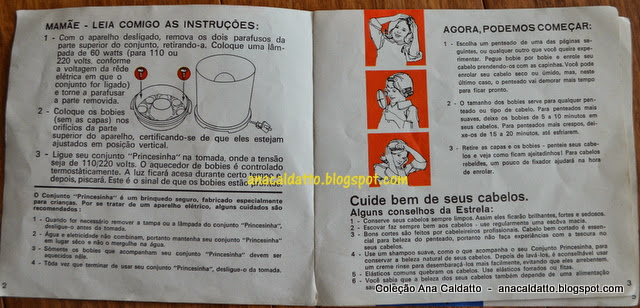 MAMÃE - LEIA COMIGO AS INSTRUÇÕES:
1 - Com o aparelho desligado, remova os dois parafusos da
parte superior do conjunto, retirando-a. Coloque uma lâm-
pada de 60 watts (para 110 ou
220 volts. conforme
a voltagem da rêde
elétrica em que o
conjunto for ligado)
e torne a parafusar
a parte removida.
2 - Coloque os bobies
(sem as capas) nos
orifícios da parte
superior do aparelho, certificando-se de que eles estejam
ajustados em posição vertical.
3 - Ligue seu conjunto "Princesinha" na tomada, onde a tensão
seja de 110/220 volts. O aquecedor de bobies é controlado
termostàticamente. A luz ficará acesa durante certo
depois, piscará. Este é o sinal de que os bobies estão
O Conjunto "Princesinha" é um brinquedo seguro, fabricado especialmente
para crianças. Por se tratar de um aparelho elétrico, alguns cuidados são
recomendados:
1 - Quando for necessário remover a tampa ou a lâmpada do conjunto "Princesinha",
desligue-o antes da tomada.
2 - Água e eletricidade não combinam, portanto mantenha seu conjunto "Princesinha"
em lugar sêco e não o mergulhe na água.
3 - Sòmente os bobies que acompanham seu conjunto "Princesinha" devem ser
aquecidos nêle.
4 - Tôda vez que terminar de usar seu conjunto "Princesinha", desligue-o da tomada.
2
AGORA, PODEMOS COMEÇAR:
1 - Escolha um penteado de uma das páginas se-
guintes, ou qualquer outro que você queira expe-
rimentar. Pegue bobie por bobie e enrole seu
cabelo prendendo-os com as capinhas. Você pode
enrolar seu cabelo seco ou úmido, mas, neste
último caso, o penteado vai demorar mais tempo
para ficar pronto.
2 - O tamanho dos bobies serve para qualquer pen-
teado ou tipo de cabelo. Para penteados mais
suaves, deixe os bobies de 5 a 10 minutos em
seus cabelos. Para penteados mais crespos, dei-
xe-os de 15 a 20 minutos, até esfriarem.
3 - Retire as capas e os bobies - penteie seus cabe-
los e veja como ficam ajeitadinhos! Para cabelos
rebeldes, um pouco de fixador ajudará na hora
de enrolar.
Cuide bem de seus cabelos.
Alguns conselhos da Estrela:
1 - Conserve seus cabelos sempre limpos. Assim eles ficarão brilhantes, fortes e sedosos.
2 - Escovar faz sempre bem aos cabelos - use regularmente uma escôva macia.
3 - Bons cortes são feitos por cabeleireiros profissionais. Cabelo bem cortado é essen-
cial para beleza do penteado, portanto não faça experiências com a tesoura no
seus cabelos.
4 - Use um shampoo suave, como o que acompanha o seu Conjunto Princesinha, para
conservar a beleza natural de seus cabelos. Depois de lavá-los, é aconselhável usar
um creme rinse para desembaraçá-los mais facilmente, evitando que eles arrebentem.
5 - Elásticos comuns quebram os cabelos. Use elásticos forrados ou fitas.
6 - Você sabia que a beleza dos seus cabelos também depende de uma alimentação
3
anacaldatto.blogspot.com
Coleção Ana Caldatto - anacaldatto.blogspot.com